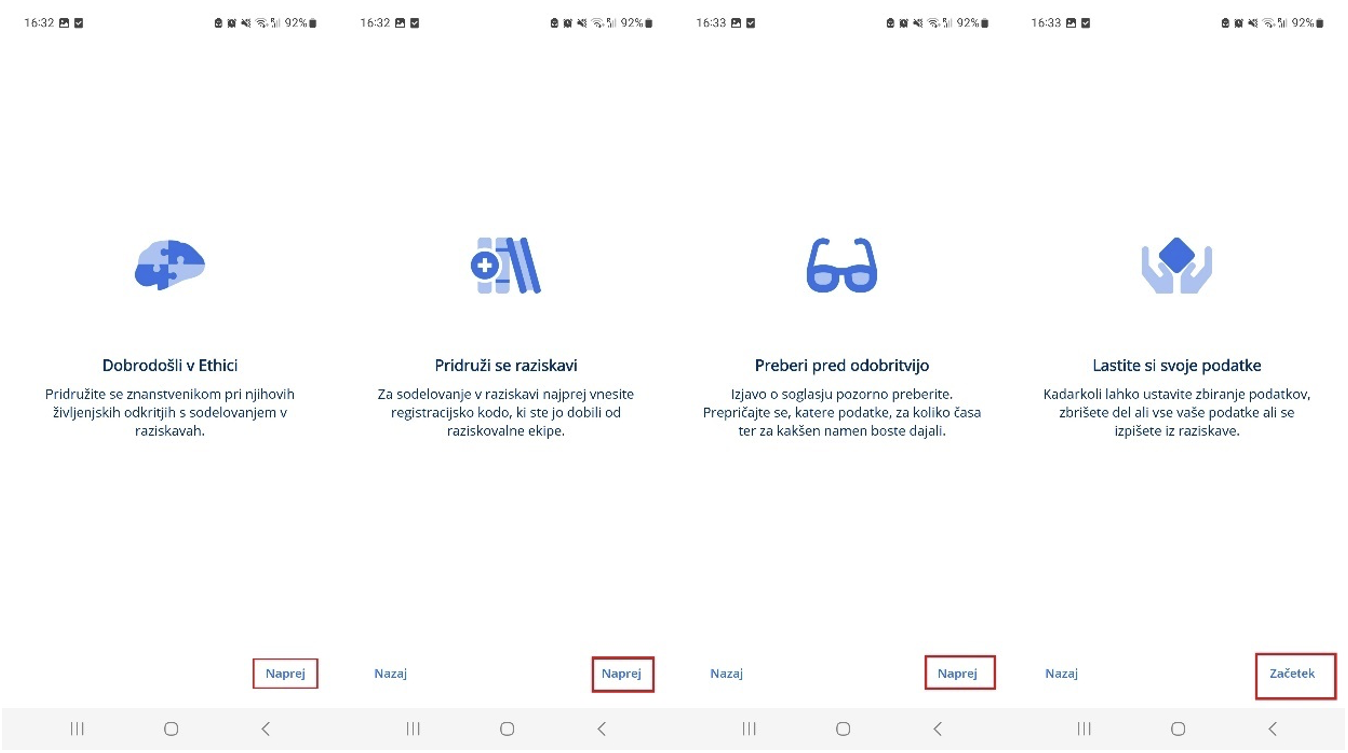 16:32
92%
Dobrodošli v Ethici
Pridružite se znanstvenikom pri njihovih
življenjskih odkritjih s sodelovanjem v
raziskavah.
Naprej
16:32
92%
Pridruži se raziskavi
Za sodelovanje v raziskavi najprej vnesite
registracijsko kodo, ki ste jo dobili od
raziskovalne ekipe.
Nazaj
Naprej
16:33
92%
Preberi pred odobritvijo
Izjavo o soglasju pozorno preberite.
Prepričajte se, katere podatke, za koliko časa
ter za kakšen namen boste dajali.
Nazaj
Naprej
16:33
92%
Lastite si svoje podatke
Kadarkoli lahko ustavite zbiranje podatkov,
zbrišete del ali vse vaše podatke ali se
izpišete iz raziskave.
Nazaj
Začetek